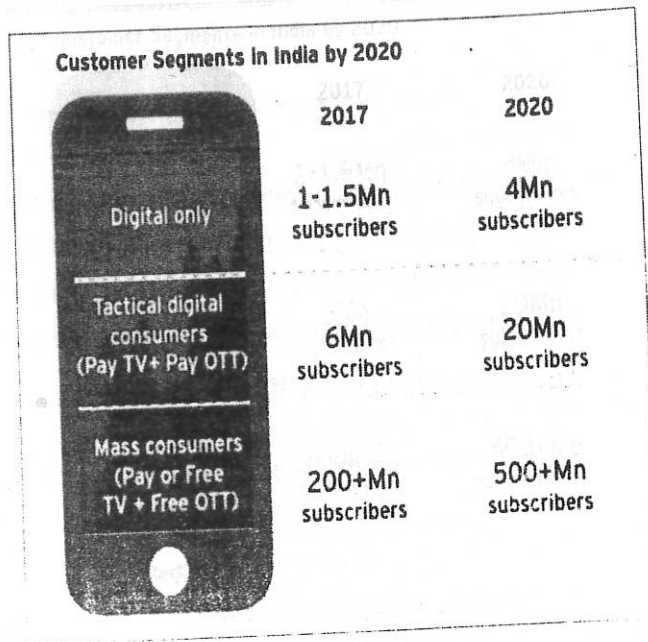 Customer Segments in India by 2020
2017
2020
Digital only
1-1.5Mn
subscribers
4Mn
subscribers
Tactical digital
consumers
(Pay TV+ Pay OTT)
6Mn
subscribers
20Mn
subscribers
Mass consumers
(Pay or Free
TV + Free OTT)
200+Mn
subscribers
500+Mn
subscribers